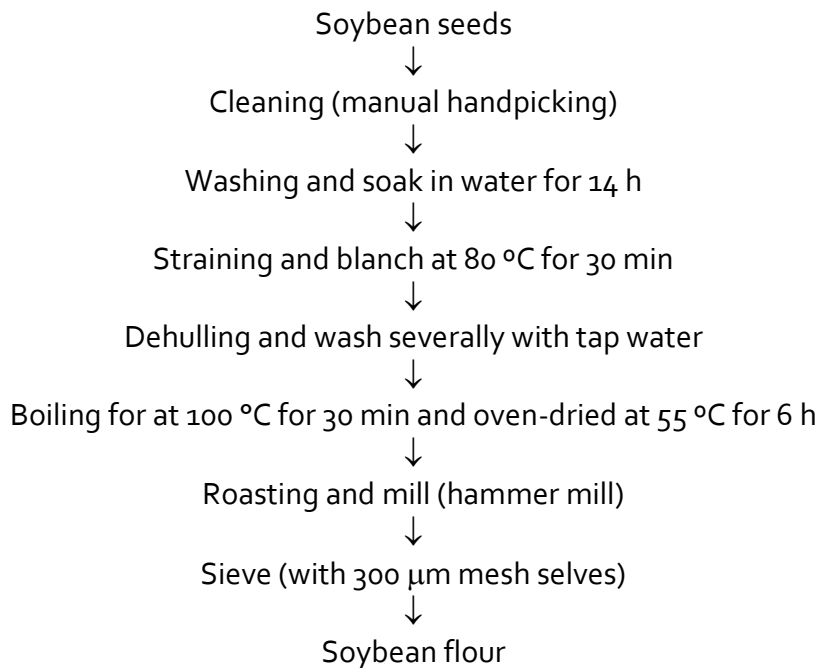 Soybean seeds
↓
Cleaning (manual handpicking)
↓
Washing and soak in water for 14 h
↓
Straining and blanch at 80 ºC for 30 min
↓
Dehulling and wash severally with tap water
↓
Boiling for at 100 °C for 30 min and oven-dried at 55 ºC for 6 h
↓
Roasting and mill (hammer mill)
↓
Sieve (with 300 µm mesh selves)
↓
Soybean flour